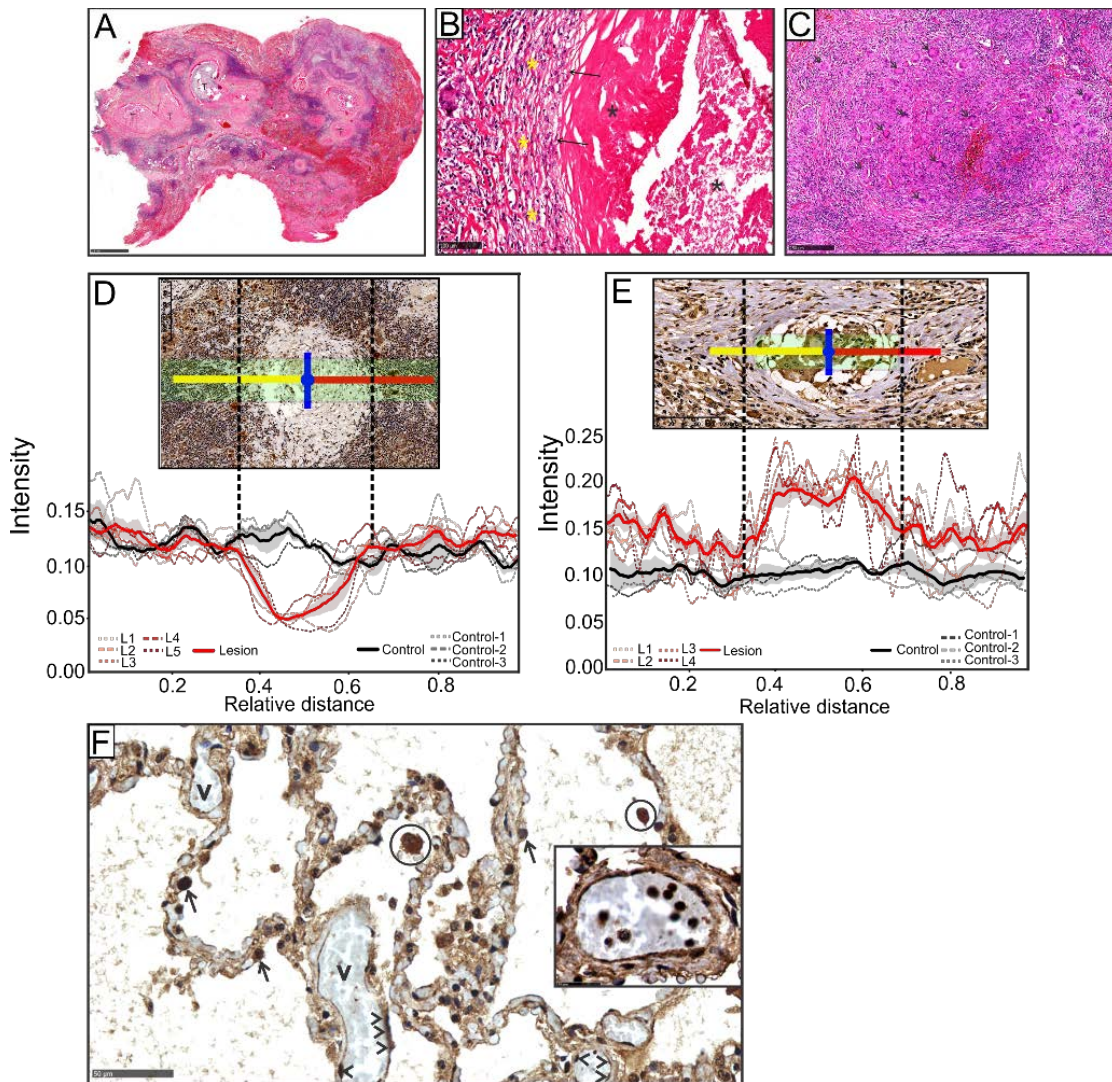 A
B
C
T
D
E
Intensity
0.15
0.10
0.05
0.00
L1
L2
L3
L4
L5
Lesion
Control
Control-1
Control-2
Control-3
0.2
0.4
0.6
0.8
Relative distance
Intensity
0.25
0.20
0.15
0.10
0.05
0.00
L1
L2
L3
L4
Lesion
Control
Control-1
Control-2
Control-3
0.2
0.4
0.6
0.8
Relative distance
F
V
V
50 µm